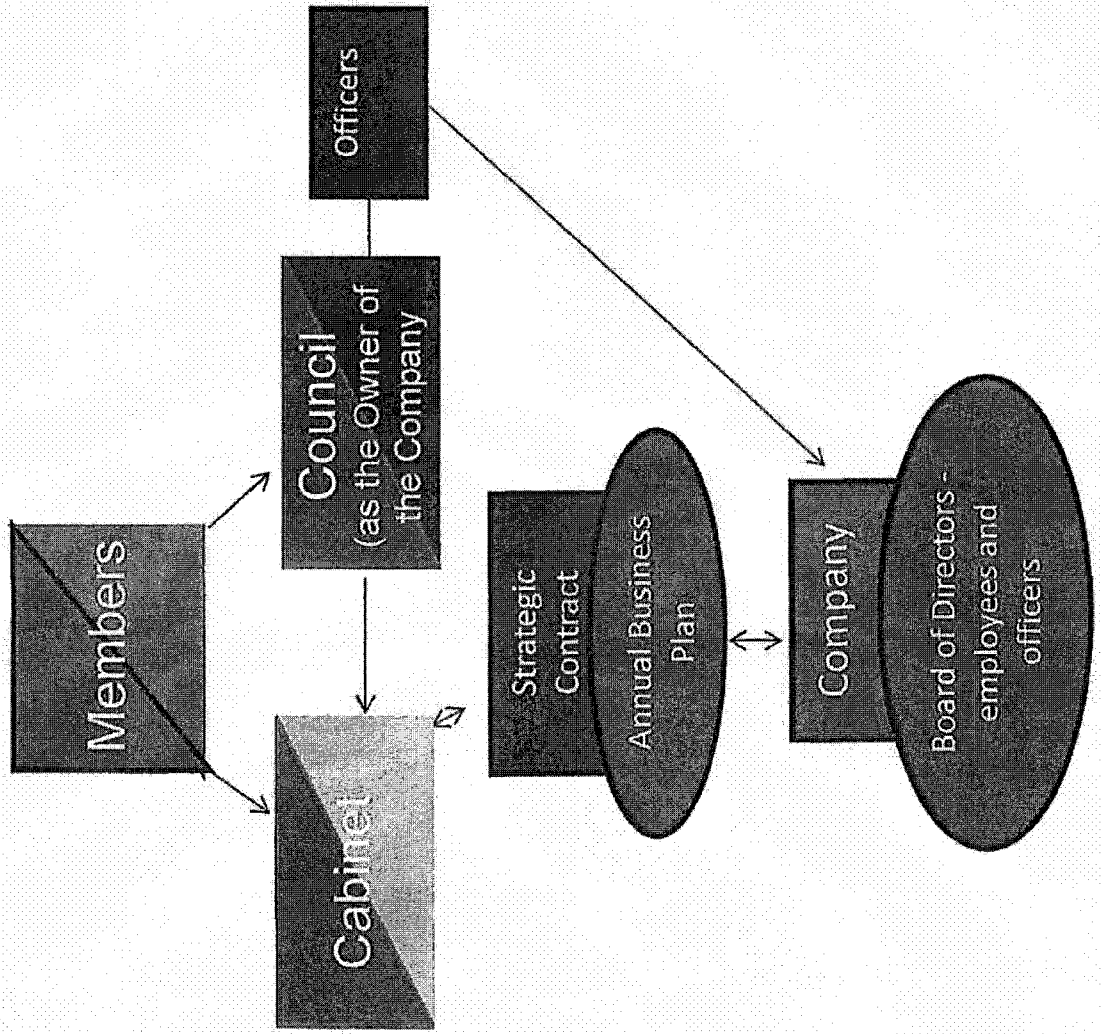 Members
Cabinet
Council
(as the Owner of
the Company
Officers
Strategic
Contract
Annual Business
Plan
Company
Board of Directors -
employees and
officers